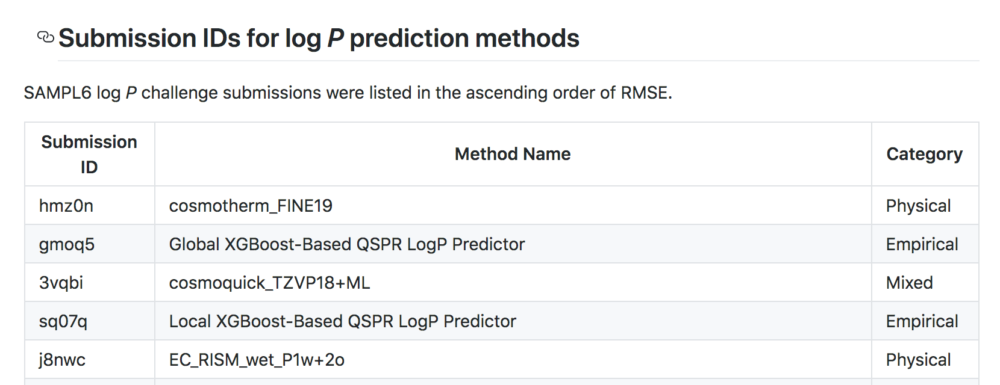 Submission IDs for log P prediction methods
SAMPL6 log P challenge submissions were listed in the ascending order of RMSE.
Submission ID Method Name Category
hmz0n cosmotherm_FINE19 Physical
gmoq5 Global XGBoost-Based QSPR LogP Predictor Empirical
3vqbi cosmoquick_TZVP18+ML Mixed
sq07q Local XGBoost-Based QSPR LogP Predictor Empirical
j8nwc EC_RISM_wet_P1w+2o Physical